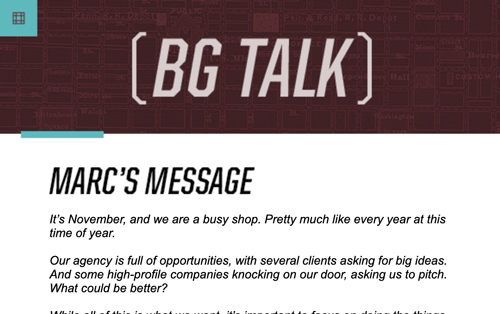 [BG TALK]
MARC'S MESSAGE
It's November, and we are a busy shop. Pretty much like every year at this
time of year.
Our agency is full of opportunities, with several clients asking for big ideas.
And some high-profile companies knocking on our door, asking us to pitch.
What could be better?
While all of this is what we want, it's important to focus on doing the things